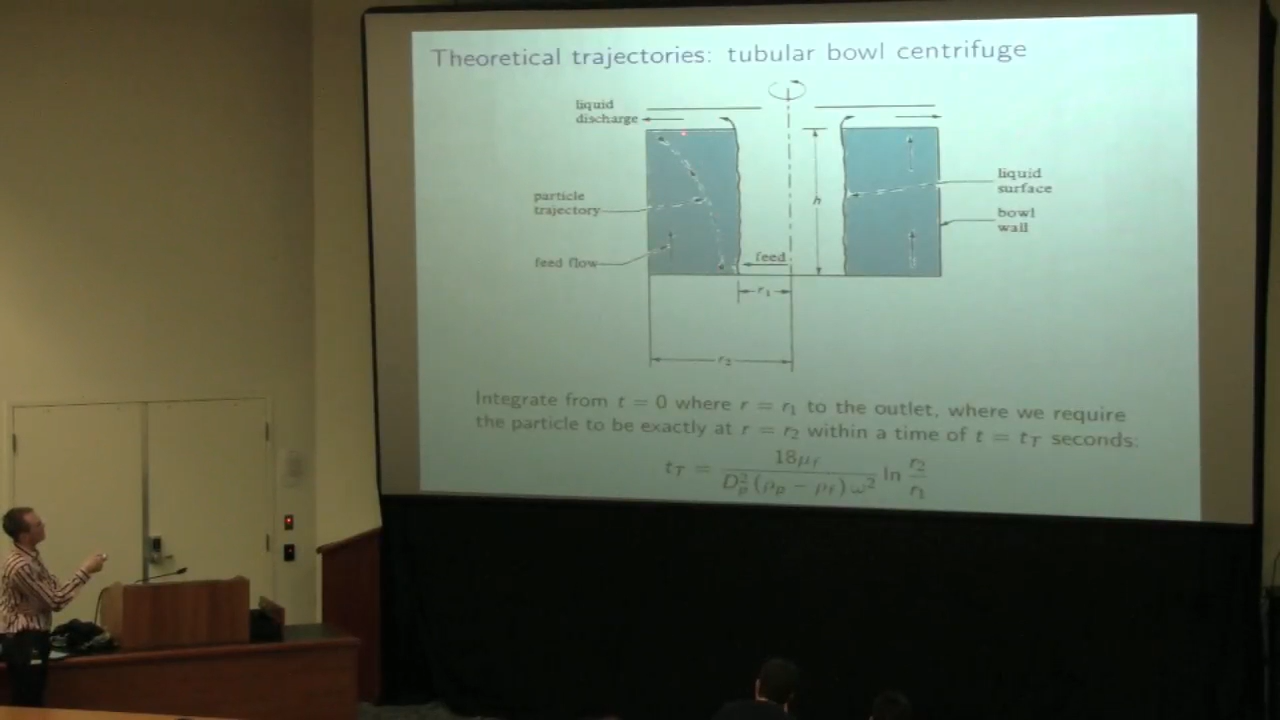 Theoretical trajectories: tubular bowl centrifuge
liquid
discharge
particle
trajectory
feed flow
feed
h
r₁
r₂
liquid
surface
bowl
wall
Integrate from t = 0 where r = r₁ to the outlet, where we require
the particle to be exactly at r = r₂ within a time of t = t_T seconds:
t_T = 18μ_f / D_p² (ρ_p − ρ_f) ω² ln r₂ / r₁